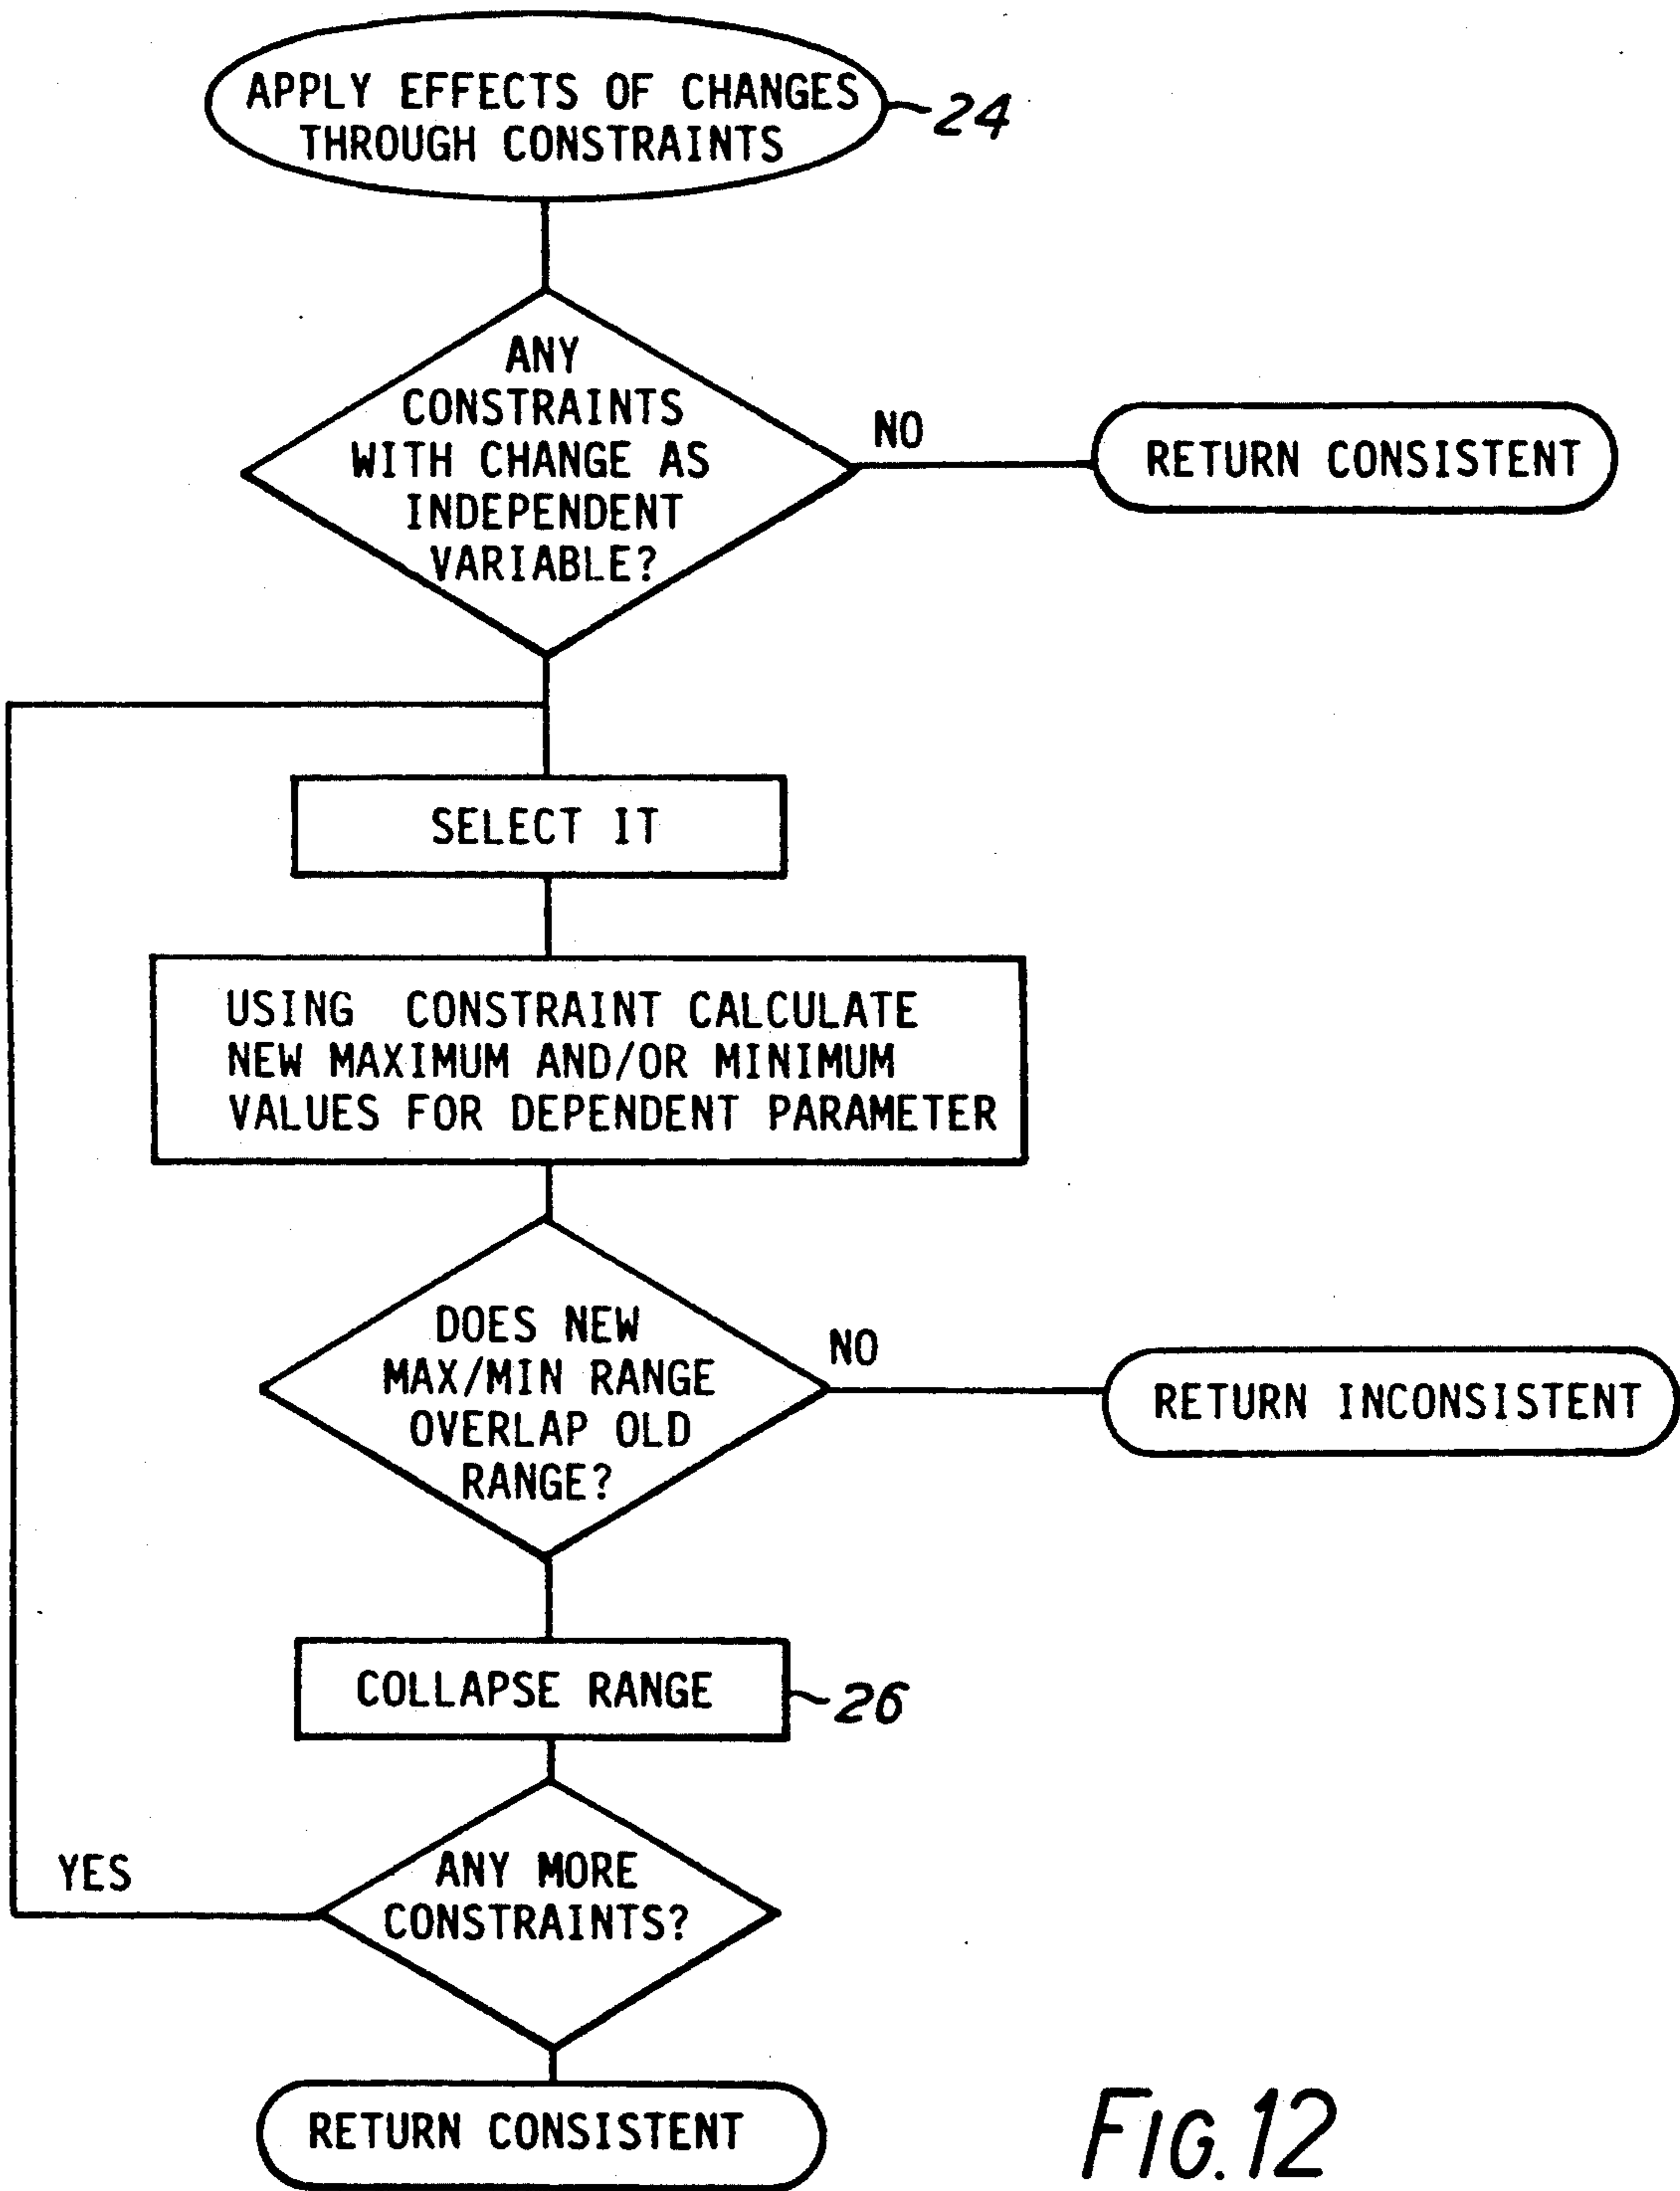 APPLY EFFECTS OF CHANGES
THROUGH CONSTRAINTS
24
ANY
CONSTRAINTS
WITH CHANGE AS
INDEPENDENT
VARIABLE?
NO
RETURN CONSISTENT
SELECT IT
USING CONSTRAINT CALCULATE
NEW MAXIMUM AND/OR MINIMUM
VALUES FOR DEPENDENT PARAMETER
DOES NEW
MAX/MIN RANGE
OVERLAP OLD
RANGE?
NO
RETURN INCONSISTENT
COLLAPSE RANGE
26
ANY MORE
CONSTRAINTS?
YES
RETURN CONSISTENT
FIG.12